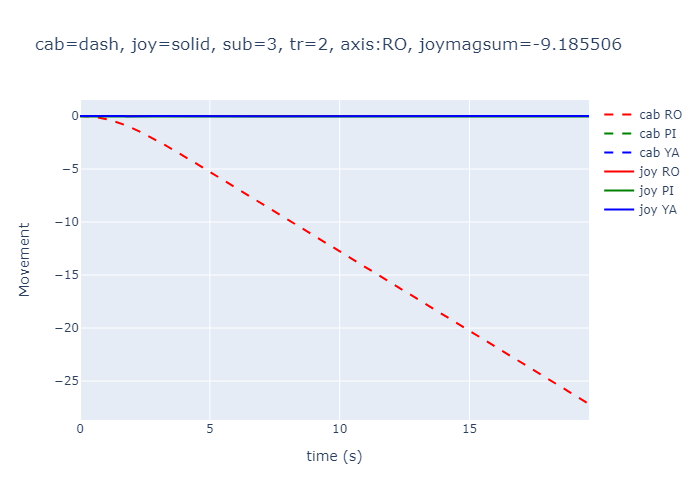 cab=dash, joy=solid, sub=3, tr=2, axis:RO, joymagsum=-9.185506
0
−5
−10
−15
−20
−25
Movement
0
5
10
15
time (s)
cab RO
cab PI
cab YA
joy RO
joy PI
joy YA